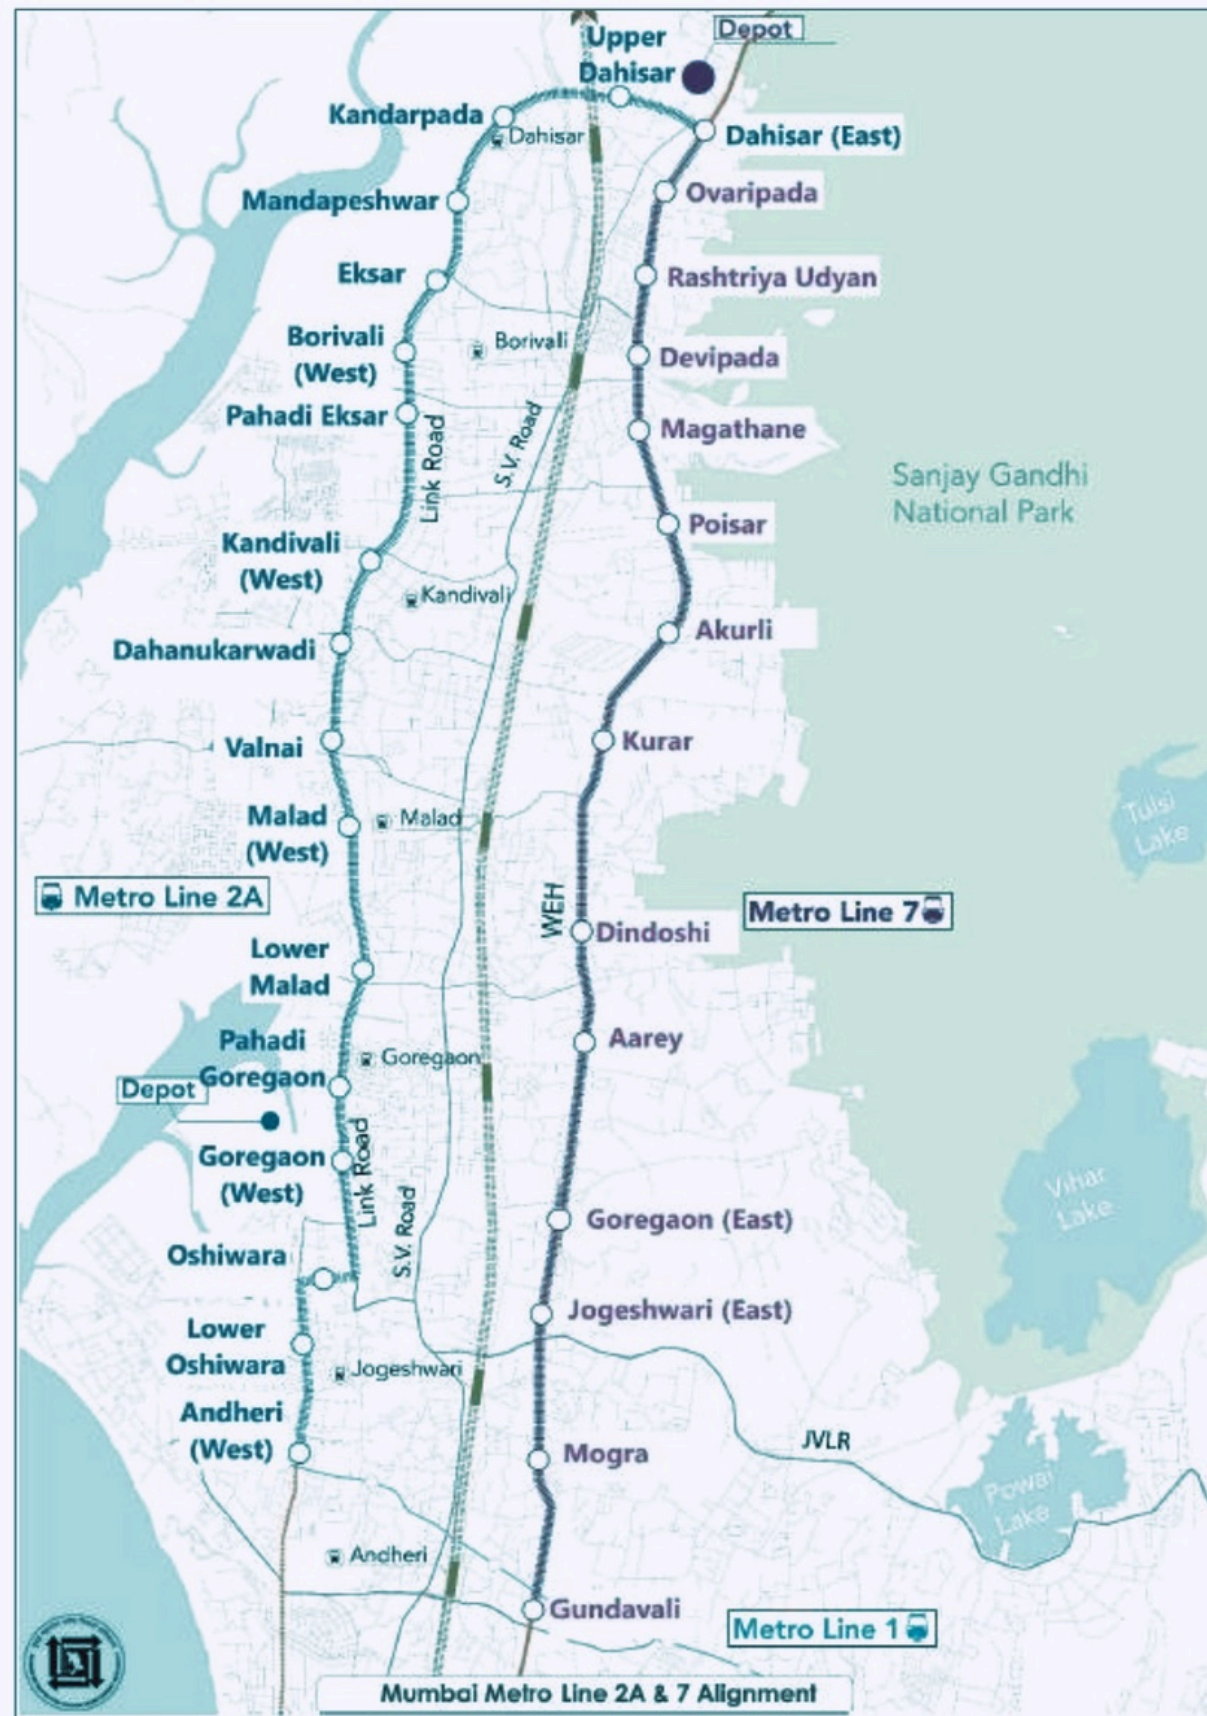 Upper
Dahisar
Depot
Kandarpada
Dahisar
Dahisar (East)
Mandapeshwar
Ovaripada
Eksar
Rashtriya Udyan
Borivali
(West)
Borivali
Devipada
Pahadi Eksar
Link Road
S.V. Road
Magathane
Sanjay Gandhi
National Park
Poisar
Kandivali
(West)
Kandivali
Dahanukarwadi
Akurli
Valnai
Kurar
Malad
(West)
Malad
Tulsi
Lake
Metro Line 2A
WEH
Metro Line 7
Dindoshi
Lower
Malad
Pahadi
Goregaon
Goregaon
Aarey
Depot
Goregaon
(West)
Link Road
S.V. Road
Vihar
Lake
Goregaon (East)
Oshiwara
Jogeshwari (East)
Lower
Oshiwara
Jogeshwari
Andheri
(West)
Mogra
JVLR
Powai
Lake
Andheri
Gundavali
Metro Line 1
Mumbai Metro Line 2A & 7 Alignment